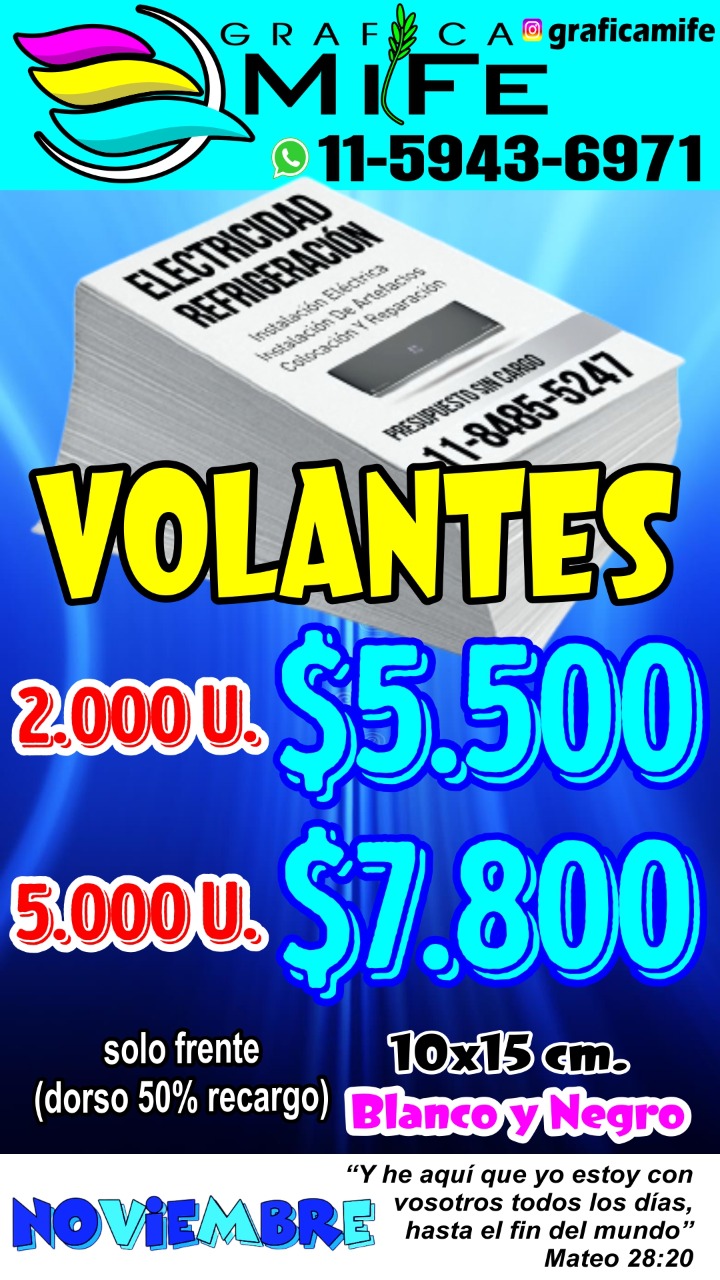 GRAFICA
graficamife
MiFE
11-5943-6971
ELECTRICIDAD
REFRIGERACIÓN
Instalación Eléctrica
Instalación De Artefactos
Colocación Y Reparación
PRESUPUESTO SIN CARGO
11-8485-5247
VOLANTES
2.000 U. $5.500
5.000 U. $7.800
solo frente
(dorso 50% recargo)
10x15 cm.
Blanco y Negro
NOViEMBRE
“Y he aquí que yo estoy con
vosotros todos los días,
hasta el fin del mundo”
Mateo 28:20